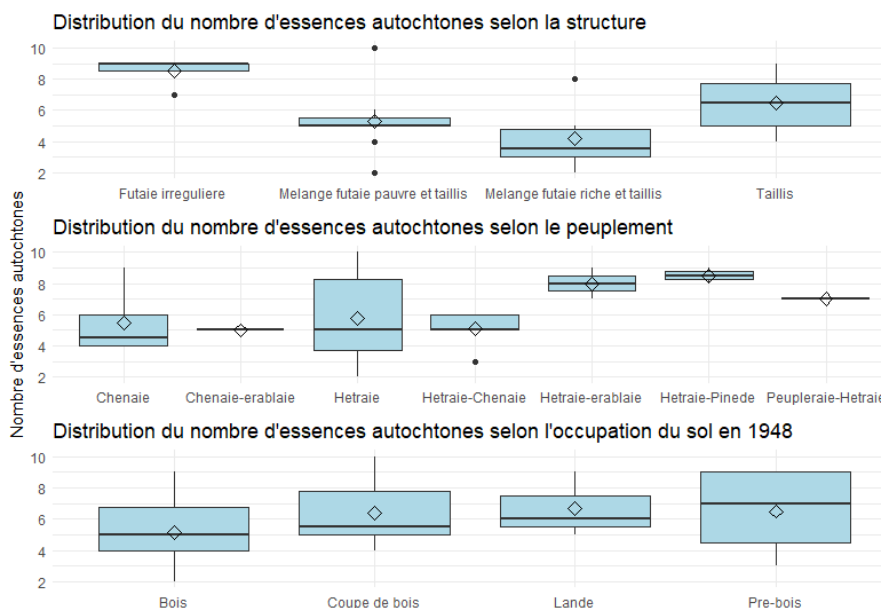 Distribution du nombre d'essences autochtones selon la structure
10
8
6
4
2
Futaie irreguliere
Melange futaie pauvre et taillis
Melange futaie riche et taillis
Taillis
Nombre d'essences autochtones
Distribution du nombre d'essences autochtones selon le peuplement
10
8
6
4
2
Chenaie
Chenaie-erablaie
Hetraie
Hetraie-Chenaie
Hetraie-erablaie
Hetraie-Pinede
Peupleraie-Hetraie
Distribution du nombre d'essences autochtones selon l'occupation du sol en 1948
10
8
6
4
2
Bois
Coupe de bois
Lande
Pre-bois